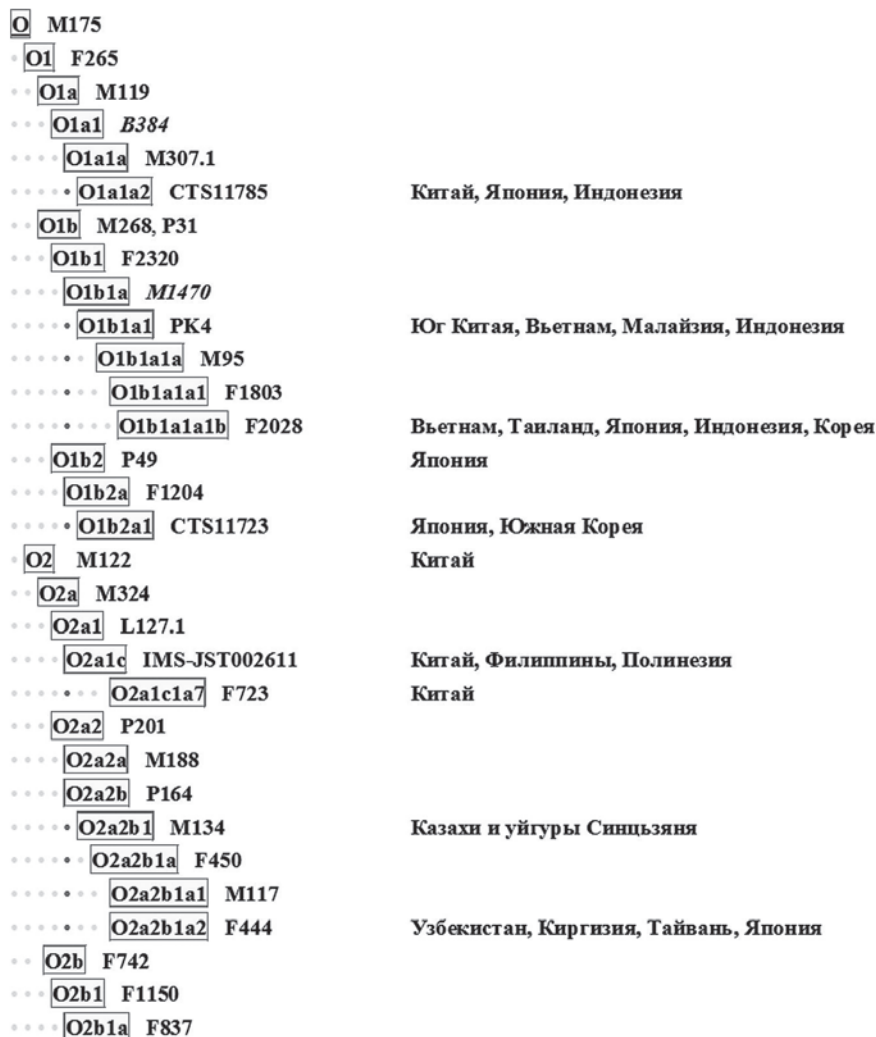 O M175
O1 F265
O1a M119
O1a1 B384
O1a1a M307.1
O1a1a2 CTS11785 Китай, Япония, Индонезия
O1b M268, P31
O1b1 F2320
O1b1a M1470
O1b1a1 PK4 Юг Китая, Вьетнам, Малайзия, Индонезия
O1b1a1a M95
O1b1a1a1 F1803
O1b1a1a1b F2028 Вьетнам, Таиланд, Япония, Индонезия, Корея
O1b2 P49 Япония
O1b2a F1204
O1b2a1 CTS11723 Япония, Южная Корея
O2 M122 Китай
O2a M324
O2a1 L127.1
O2a1c IMS-JST002611 Китай, Филиппины, Полинезия
O2a1c1a7 F723 Китай
O2a2 P201
O2a2a M188
O2a2b P164
O2a2b1 M134 Казахи и уйгуры Синцьзяня
O2a2b1a F450
O2a2b1a1 M117
O2a2b1a2 F444 Узбекистан, Киргизия, Тайвань, Япония
O2b F742
O2b1 F1150
O2b1a F837